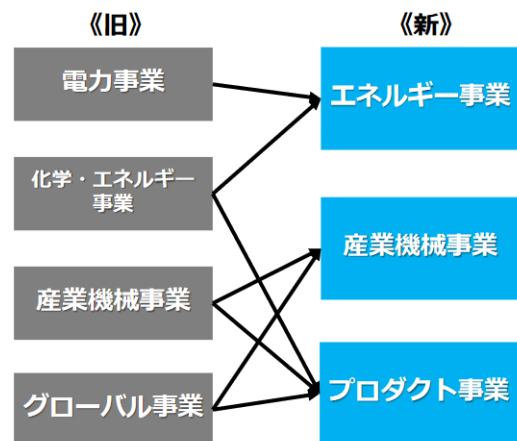 《旧》
《新》
電力事業
エネルギー事業
化学・エネルギー
事業
産業機械事業
産業機械事業
グローバル事業
プロダクト事業